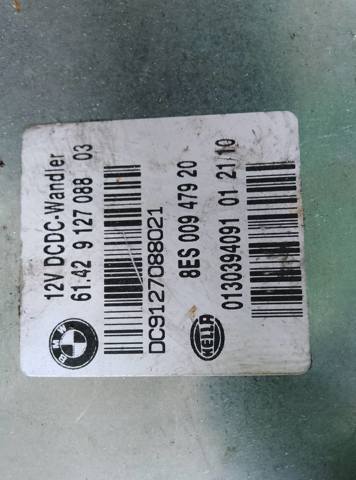 12V DCDC-Wandler
61.42 9 127 088 03
BMW
DC9127088021
8ES 009 479 20
HELLA
0130394091 01 21/10